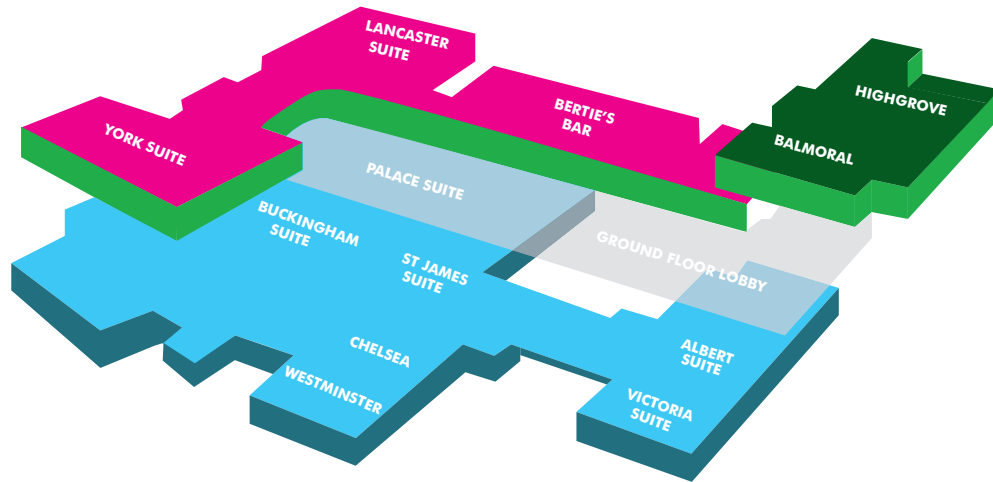 LANCASTER
SUITE
BERTIE'S
BAR
HIGHGROVE
BALMORAL
YORK SUITE
PALACE SUITE
BUCKINGHAM
SUITE
GROUND FLOOR LOBBY
ST JAMES
SUITE
CHELSEA
ALBERT
SUITE
WESTMINSTER
VICTORIA
SUITE